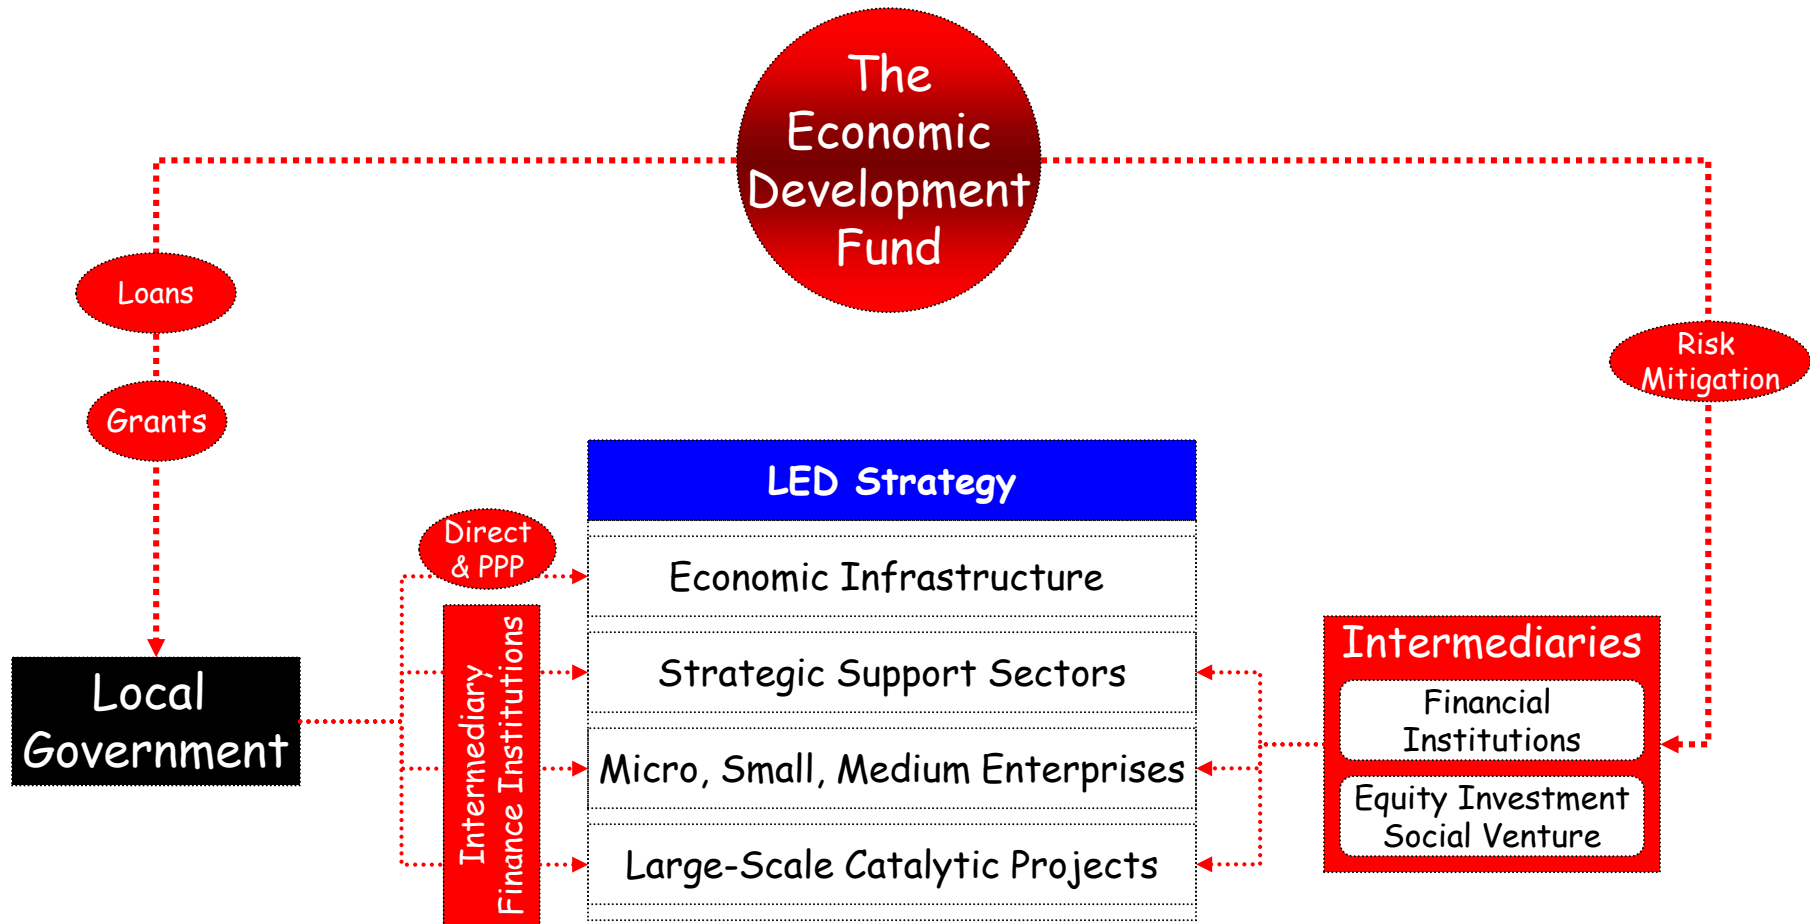 The
Economic
Development
Fund
Loans
Grants
Risk
Mitigation
LED Strategy
Direct
& PPP
Economic Infrastructure
Strategic Support Sectors
Micro, Small, Medium Enterprises
Large-Scale Catalytic Projects
Intermediary
Finance Institutions
Local
Government
Intermediaries
Financial
Institutions
Equity Investment
Social Venture